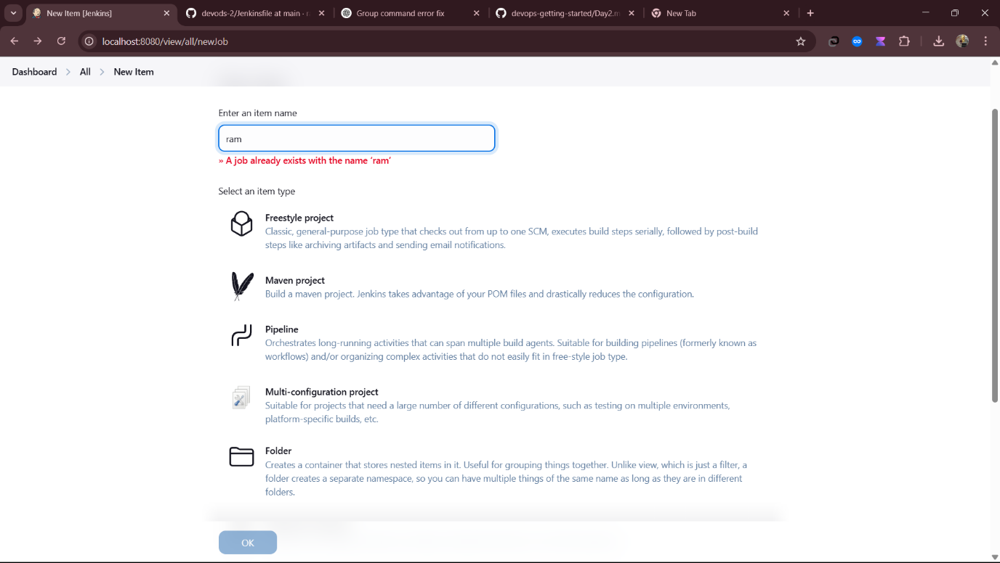 New Item [Jenkins]
devods-2/Jenkinsfile at main ·
Group command error fix
devops-getting-started/Day2.m
New Tab
localhost:8080/view/all/newJob
Dashboard
All
New Item
Enter an item name
ram
» A job already exists with the name ‘ram’
Select an item type
Freestyle project
Classic, general-purpose job type that checks out from up to one SCM, executes build steps serially, followed by post-build
steps like archiving artifacts and sending email notifications.
Maven project
Build a maven project. Jenkins takes advantage of your POM files and drastically reduces the configuration.
Pipeline
Orchestrates long-running activities that can span multiple build agents. Suitable for building pipelines (formerly known as
workflows) and/or organizing complex activities that do not easily fit in free-style job type.
Multi-configuration project
Suitable for projects that need a large number of different configurations, such as testing on multiple environments,
platform-specific builds, etc.
Folder
Creates a container that stores nested items in it. Useful for grouping things together. Unlike view, which is just a filter, a
folder creates a separate namespace, so you can have multiple things of the same name as long as they are in different
folders.
OK